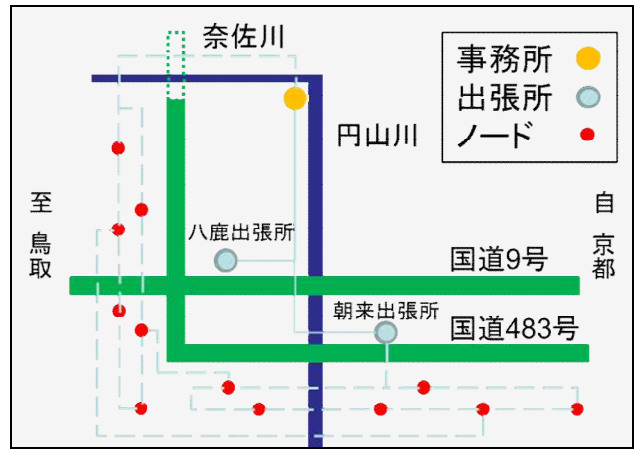 奈佐川
事務所
出張所
ノード
円山川
至 鳥取
自 京都
八鹿出張所
国道9号
朝来出張所
国道483号